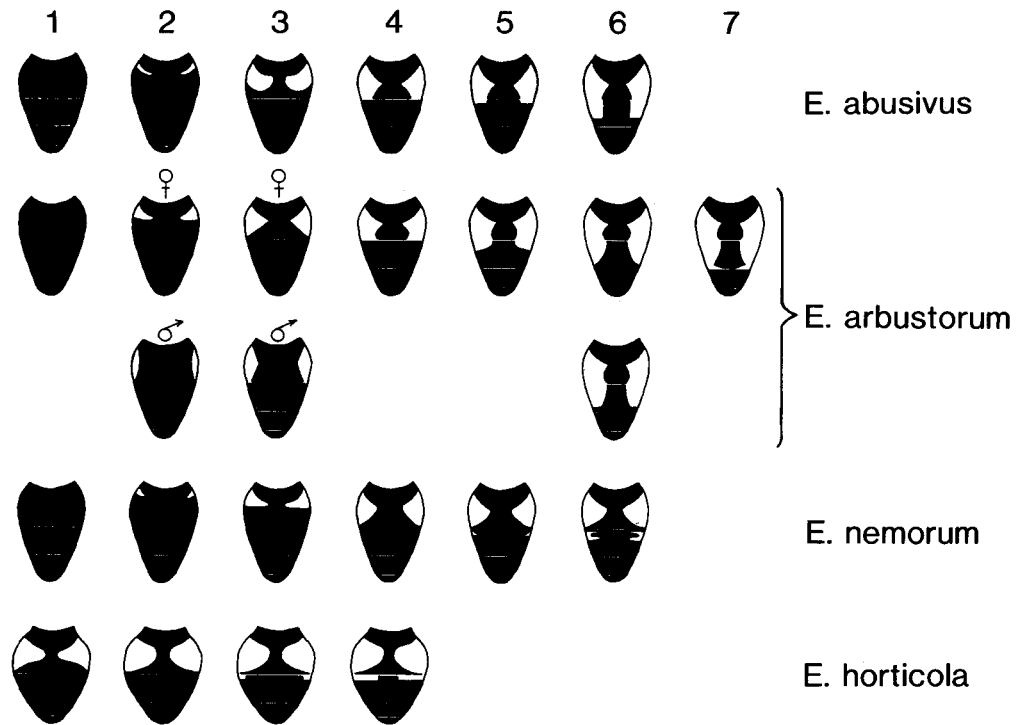 1 2 3 4 5 6 7
E. abusivus
♀ ♀
E. arbustorum
♂ ♂
E. nemorum
E. horticola